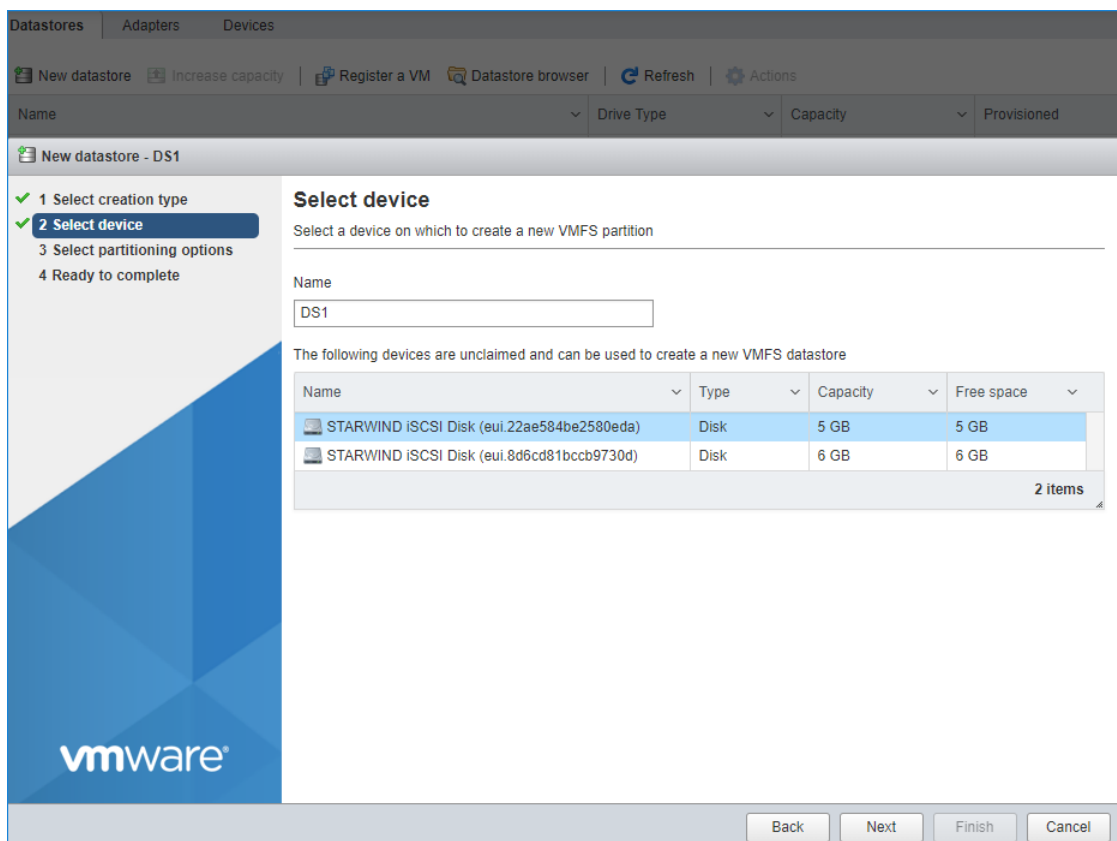 Datastores Adapters Devices
New datastore Increase capacity Register a VM Datastore browser Refresh Actions
Name Drive Type Capacity Provisioned
New datastore - DS1
1 Select creation type
2 Select device
3 Select partitioning options
4 Ready to complete
Select device
Select a device on which to create a new VMFS partition
Name
DS1
The following devices are unclaimed and can be used to create a new VMFS datastore
Name Type Capacity Free space
STARWIND iSCSI Disk (eui.22ae584be2580eda) Disk 5 GB 5 GB
STARWIND iSCSI Disk (eui.8d6cd81bccb9730d) Disk 6 GB 6 GB
2 items
vmware®
Back Next Finish Cancel